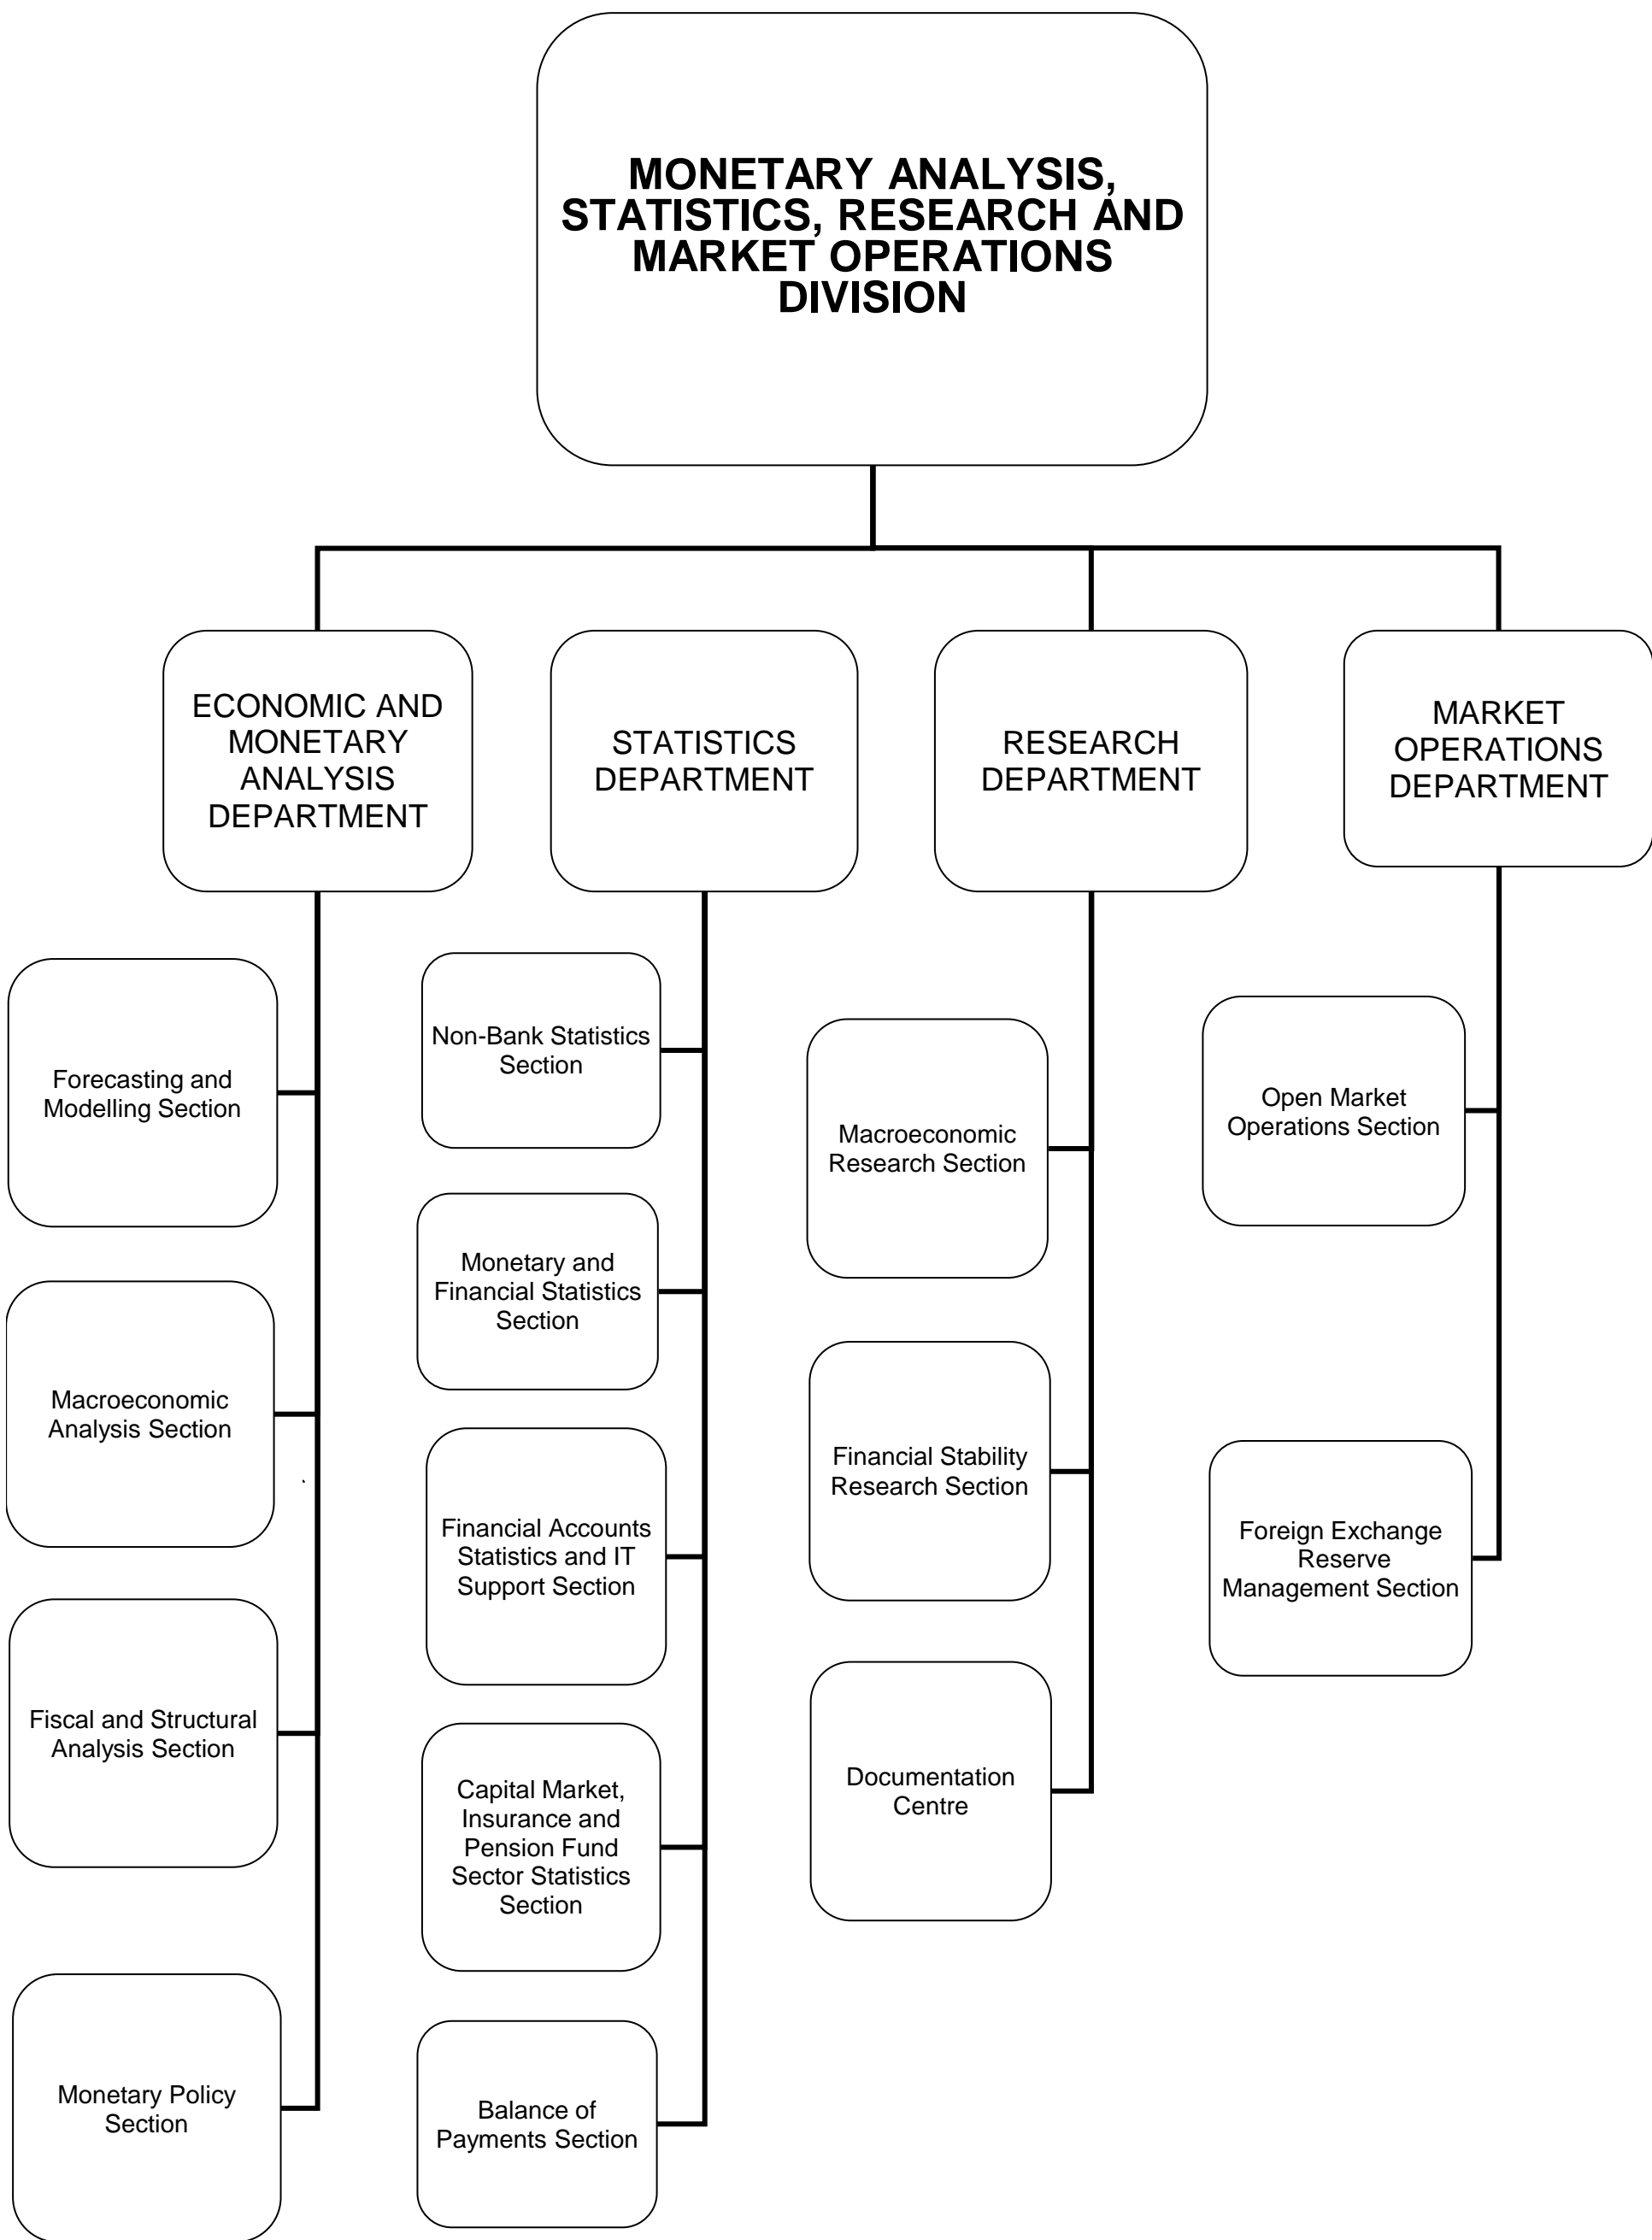 MONETARY ANALYSIS,
STATISTICS, RESEARCH AND
MARKET OPERATIONS
DIVISION
ECONOMIC AND
MONETARY
ANALYSIS
DEPARTMENT
STATISTICS
DEPARTMENT
RESEARCH
DEPARTMENT
MARKET
OPERATIONS
DEPARTMENT
Forecasting and
Modelling Section
Macroeconomic
Analysis Section
Fiscal and Structural
Analysis Section
Monetary Policy
Section
Non-Bank Statistics
Section
Monetary and
Financial Statistics
Section
Financial Accounts
Statistics and IT
Support Section
Capital Market,
Insurance and
Pension Fund
Sector Statistics
Section
Balance of
Payments Section
Macroeconomic
Research Section
Financial Stability
Research Section
Documentation
Centre
Open Market
Operations Section
Foreign Exchange
Reserve
Management Section